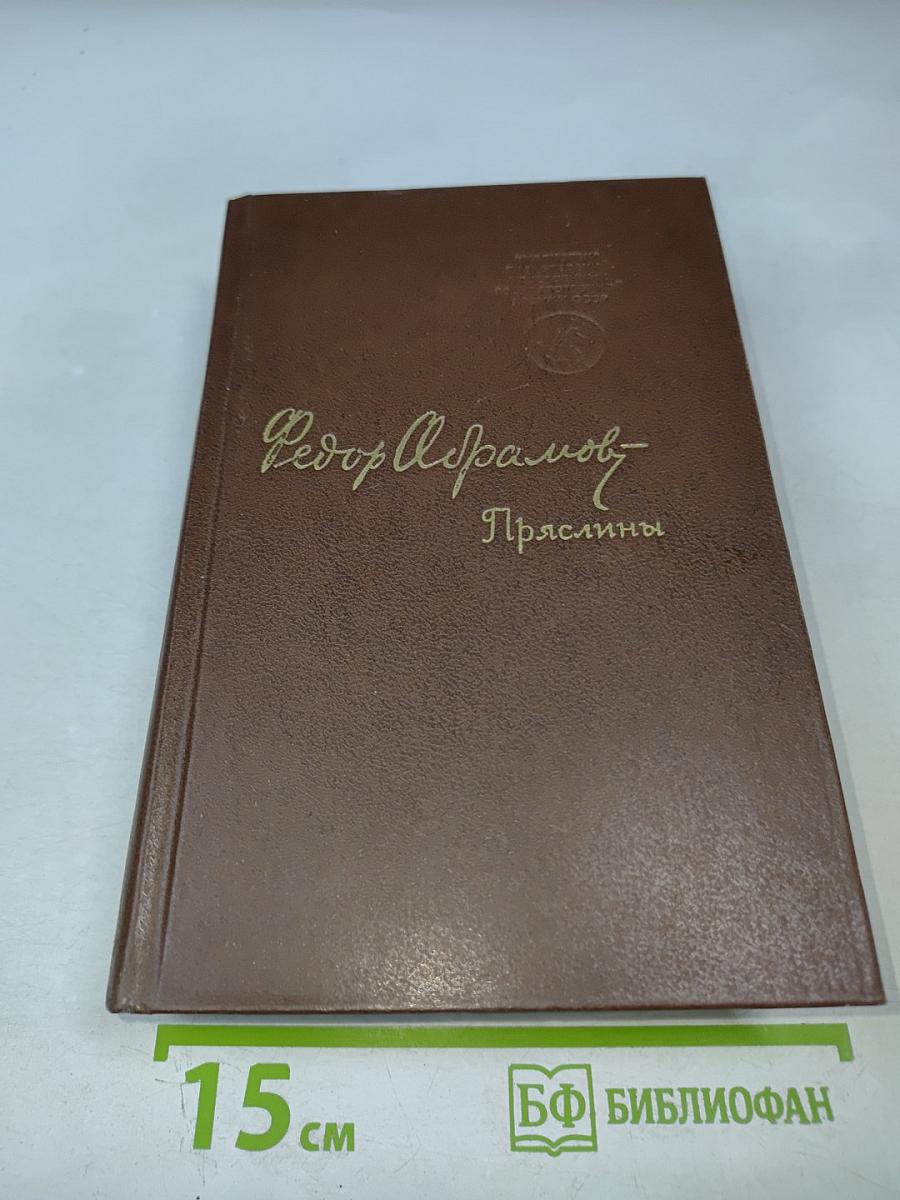 Федор Абрамов
Пряслины
15 см
БФ БИБЛИОФАН